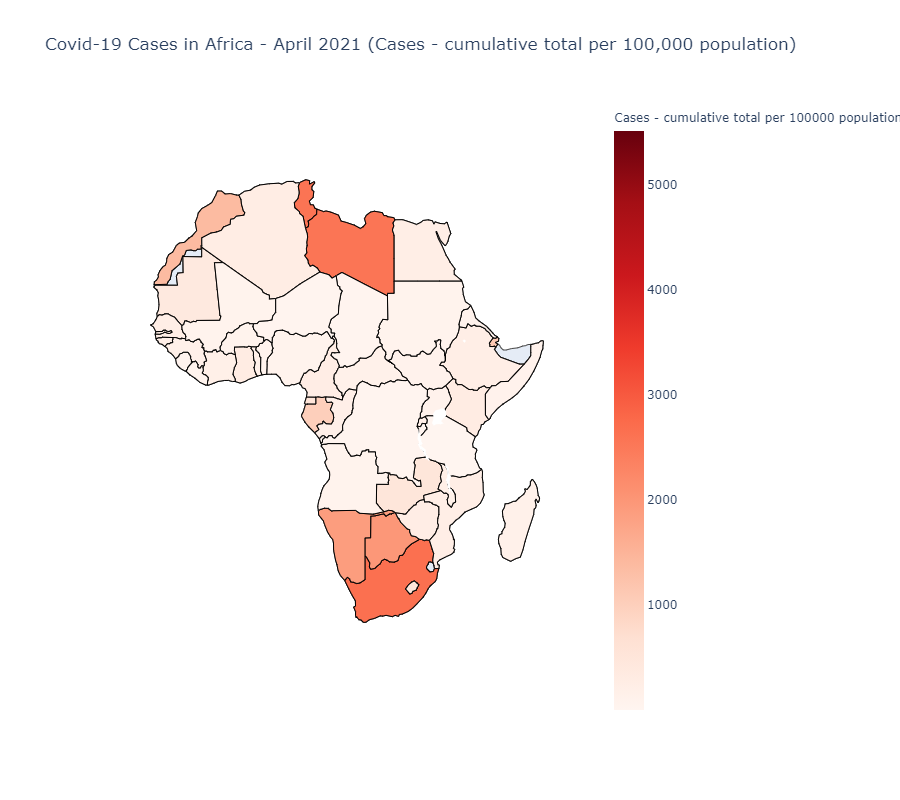 Covid-19 Cases in Africa - April 2021 (Cases - cumulative total per 100,000 population)
Cases - cumulative total per 100000 population
5000
4000
3000
2000
1000